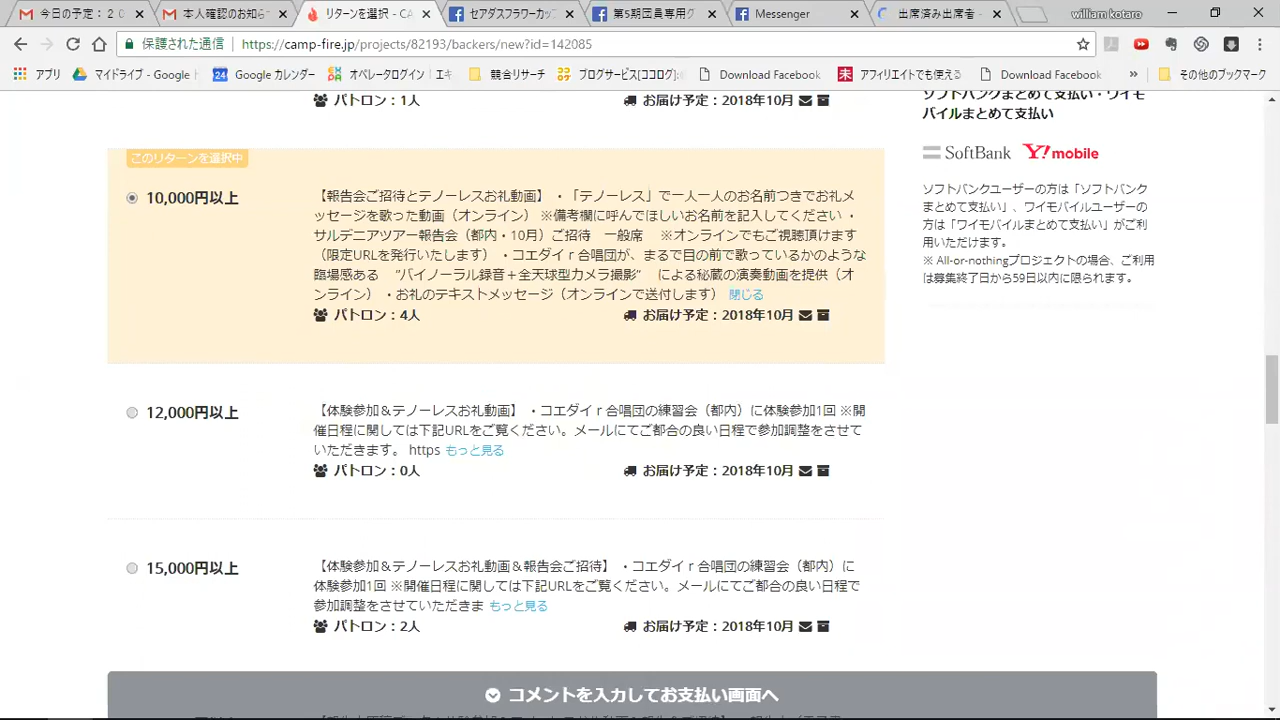 今日の予定：２０
本人確認のお知ら
リターンを選択 - CA
セアダスフラワーカッフ
第5期団員専用グ
Messenger
出席済み出席者 -
william kotaro
保護された通信
https://camp-fire.jp/projects/82193/backers/new?id=142085
アプリ
マイドライブ - Google
Google カレンダー
オペレータログイン｜エキ
競合リサーチ
ブログサービス[ココログ]:
Download Facebook
アフィリエイトでも使える
Download Facebook
»
その他のブックマーク
パトロン：1人
お届け予定：2018年10月
このリターンを選択中
10,000円以上
【報告会ご招待とテノーレスお礼動画】 ・「テノーレス」で一人一人のお名前つきでお礼メ
ッセージを歌った動画（オンライン） ※備考欄に呼んでほしいお名前を記入してください ・
サルデニアツアー報告会（都内・10月）ご招待　一般席　 ※オンラインでもご視聴頂けます
（限定URLを発行いたします） ・コエダイｒ合唱団が、まるで目の前で歌っているかのような
臨場感ある　“バイノーラル録音＋全天球型カメラ撮影”　による秘蔵の演奏動画を提供（オ
ンライン） ・お礼のテキストメッセージ（オンラインで送付します） 閉じる
パトロン：4人
お届け予定：2018年10月
12,000円以上
【体験参加＆テノーレスお礼動画】 ・コエダイｒ合唱団の練習会（都内）に体験参加1回 ※開
催日程に関しては下記URLをご覧ください。メールにてご都合の良い日程で参加調整をさせて
いただきます。 https もっと見る
パトロン：0人
お届け予定：2018年10月
15,000円以上
【体験参加＆テノーレスお礼動画＆報告会ご招待】 ・コエダイｒ合唱団の練習会（都内）に
体験参加1回 ※開催日程に関しては下記URLをご覧ください。メールにてご都合の良い日程で
参加調整をさせていただきま もっと見る
パトロン：2人
お届け予定：2018年10月
コメントを入力してお支払い画面へ
ソフトバンクまとめて支払い・ワイモ
バイルまとめて支払い
SoftBank Y!mobile
ソフトバンクユーザーの方は「ソフトバンク
まとめて支払い」、ワイモバイルユーザーの
方は「ワイモバイルまとめて支払い」がご利
用いただけます。
※ All-or-nothingプロジェクトの場合、ご利用
は募集終了日から59日以内に限られます。